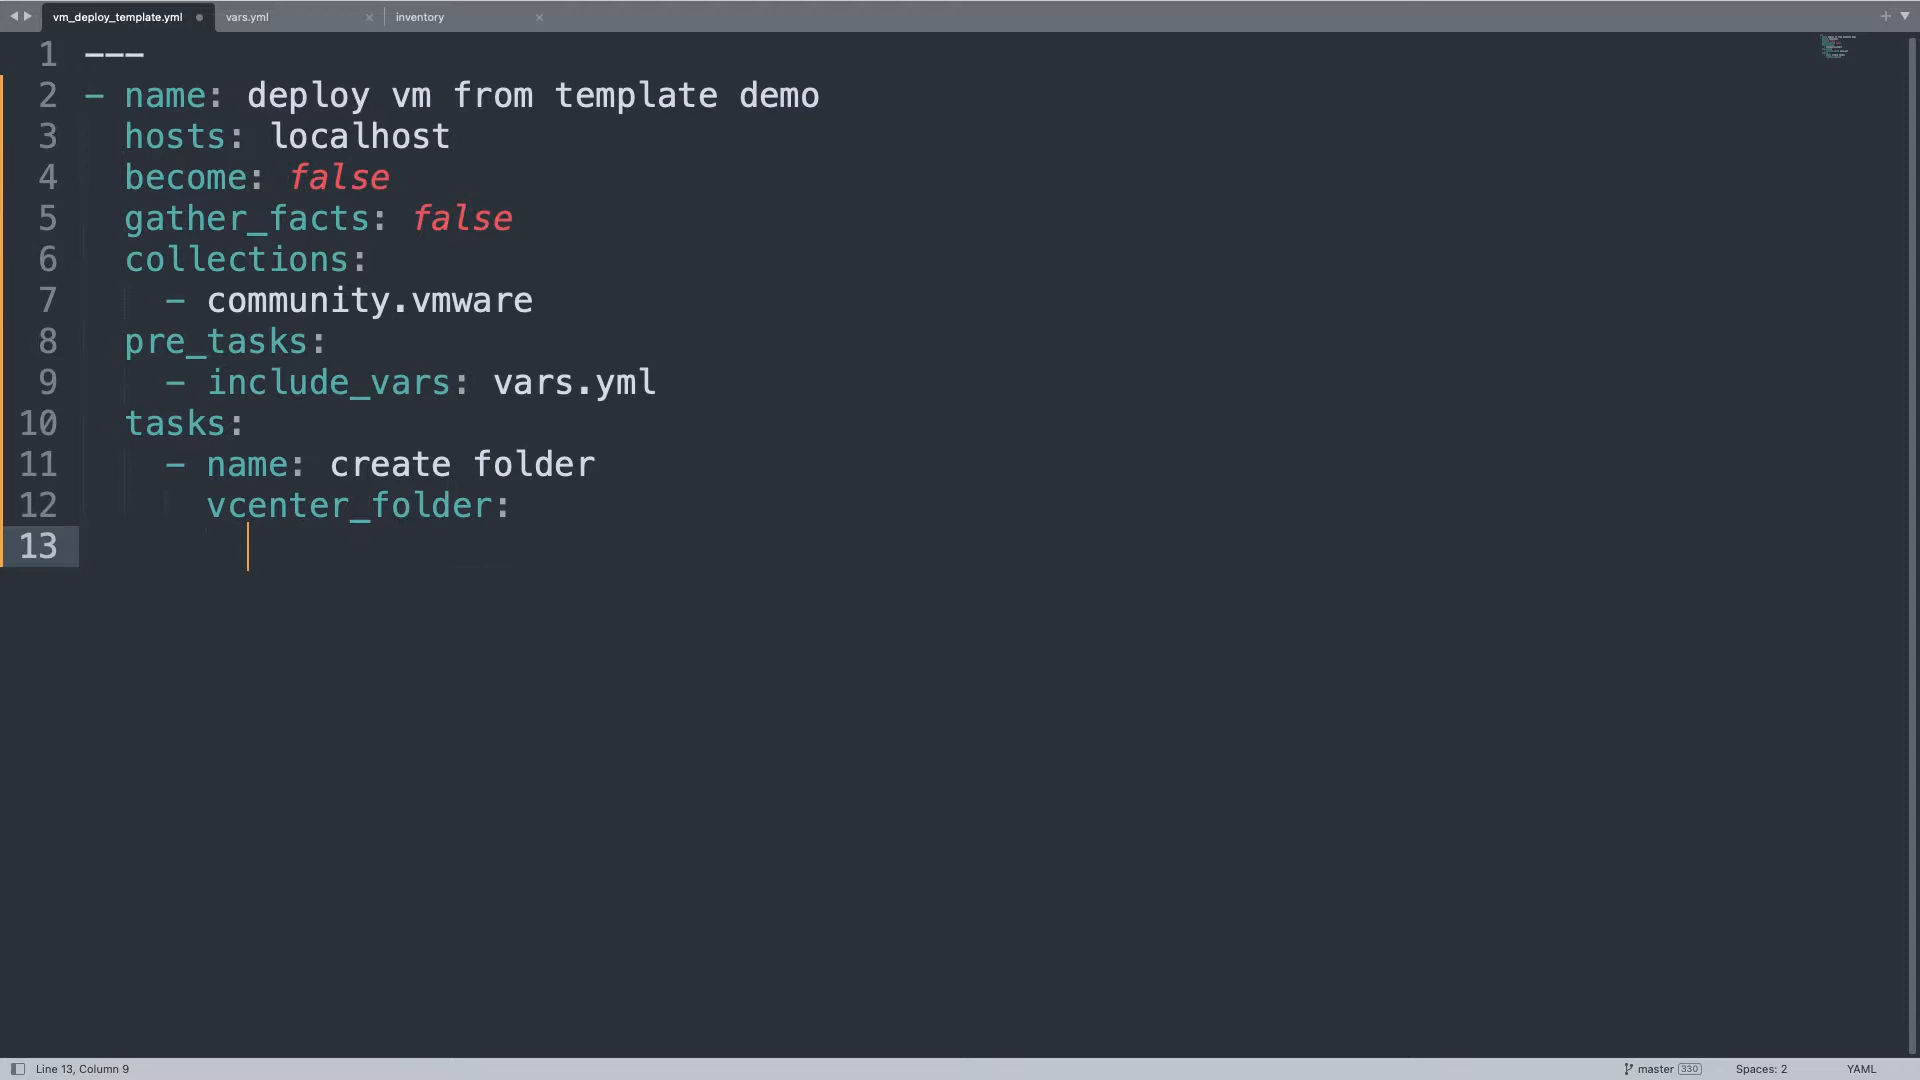 vm_deploy_template.yml vars.yml inventory
1 ---
2 - name: deploy vm from template demo
3 hosts: localhost
4 become: false
5 gather_facts: false
6 collections:
7 - community.vmware
8 pre_tasks:
9 - include_vars: vars.yml
10 tasks:
11 - name: create folder
12 vcenter_folder:
13
Line 13, Column 9 master 330 Spaces: 2 YAML